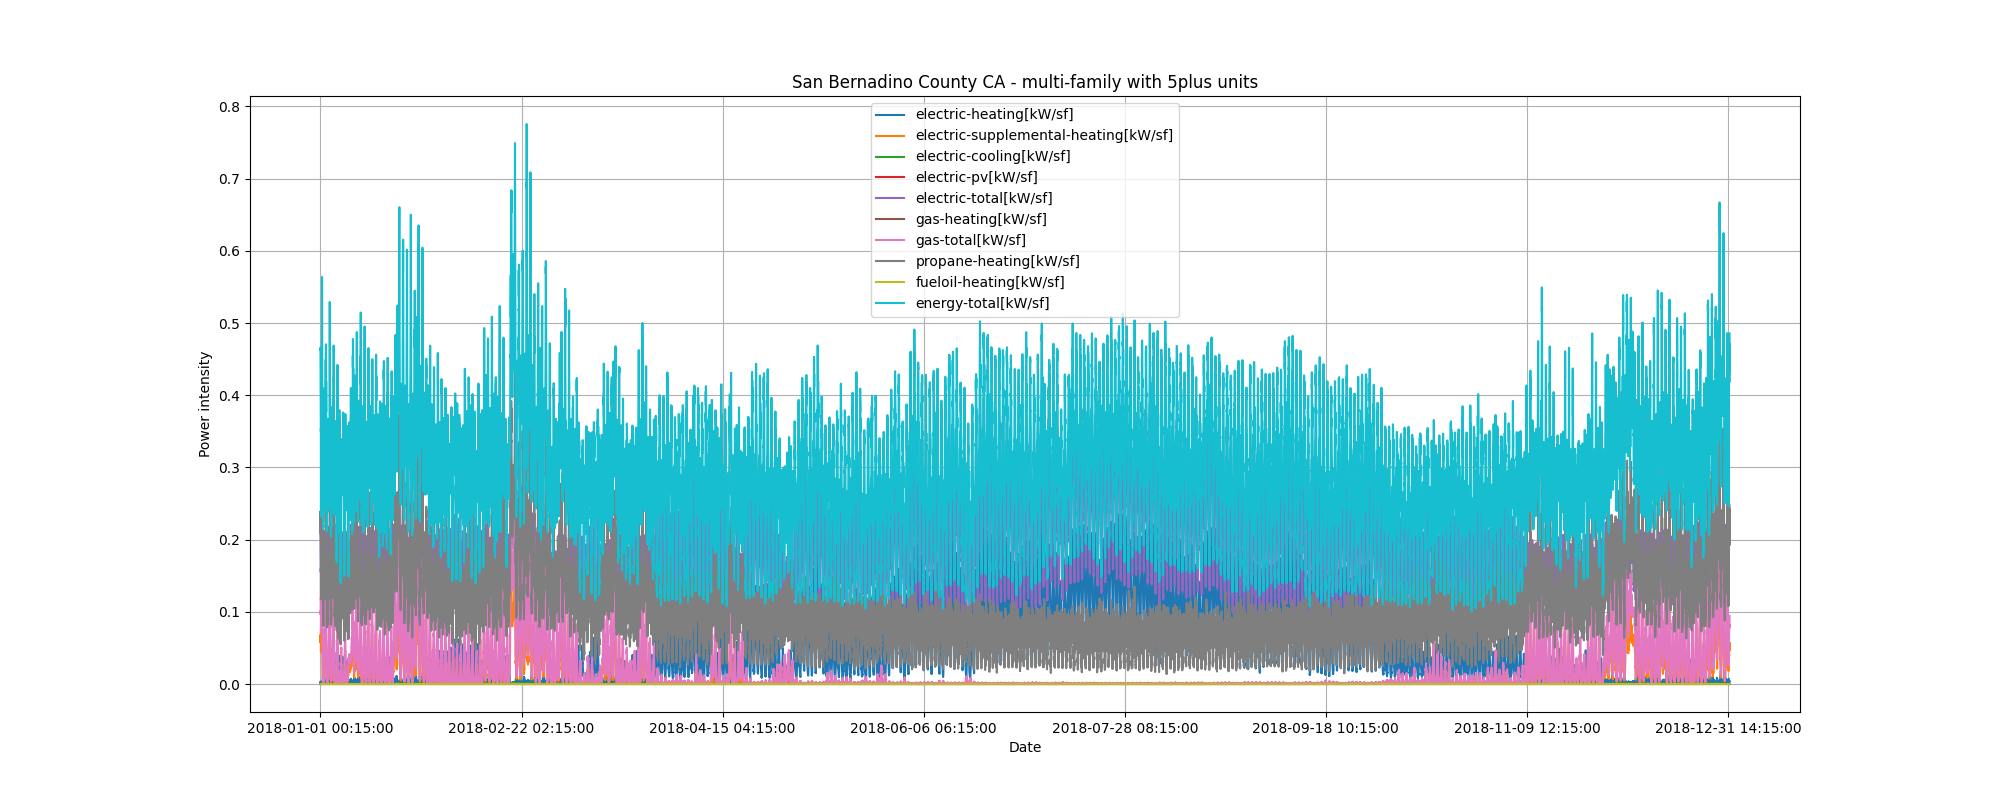 San Bernadino County CA - multi-family with 5plus units
electric-heating[kW/sf]
electric-supplemental-heating[kW/sf]
electric-cooling[kW/sf]
electric-pv[kW/sf]
electric-total[kW/sf]
gas-heating[kW/sf]
gas-total[kW/sf]
propane-heating[kW/sf]
fueloil-heating[kW/sf]
energy-total[kW/sf]
Power intensity
0.8
0.7
0.6
0.5
0.4
0.3
0.2
0.1
0.0
2018-01-01 00:15:00
2018-02-22 02:15:00
2018-04-15 04:15:00
2018-06-06 06:15:00
2018-07-28 08:15:00
2018-09-18 10:15:00
2018-11-09 12:15:00
2018-12-31 14:15:00
Date